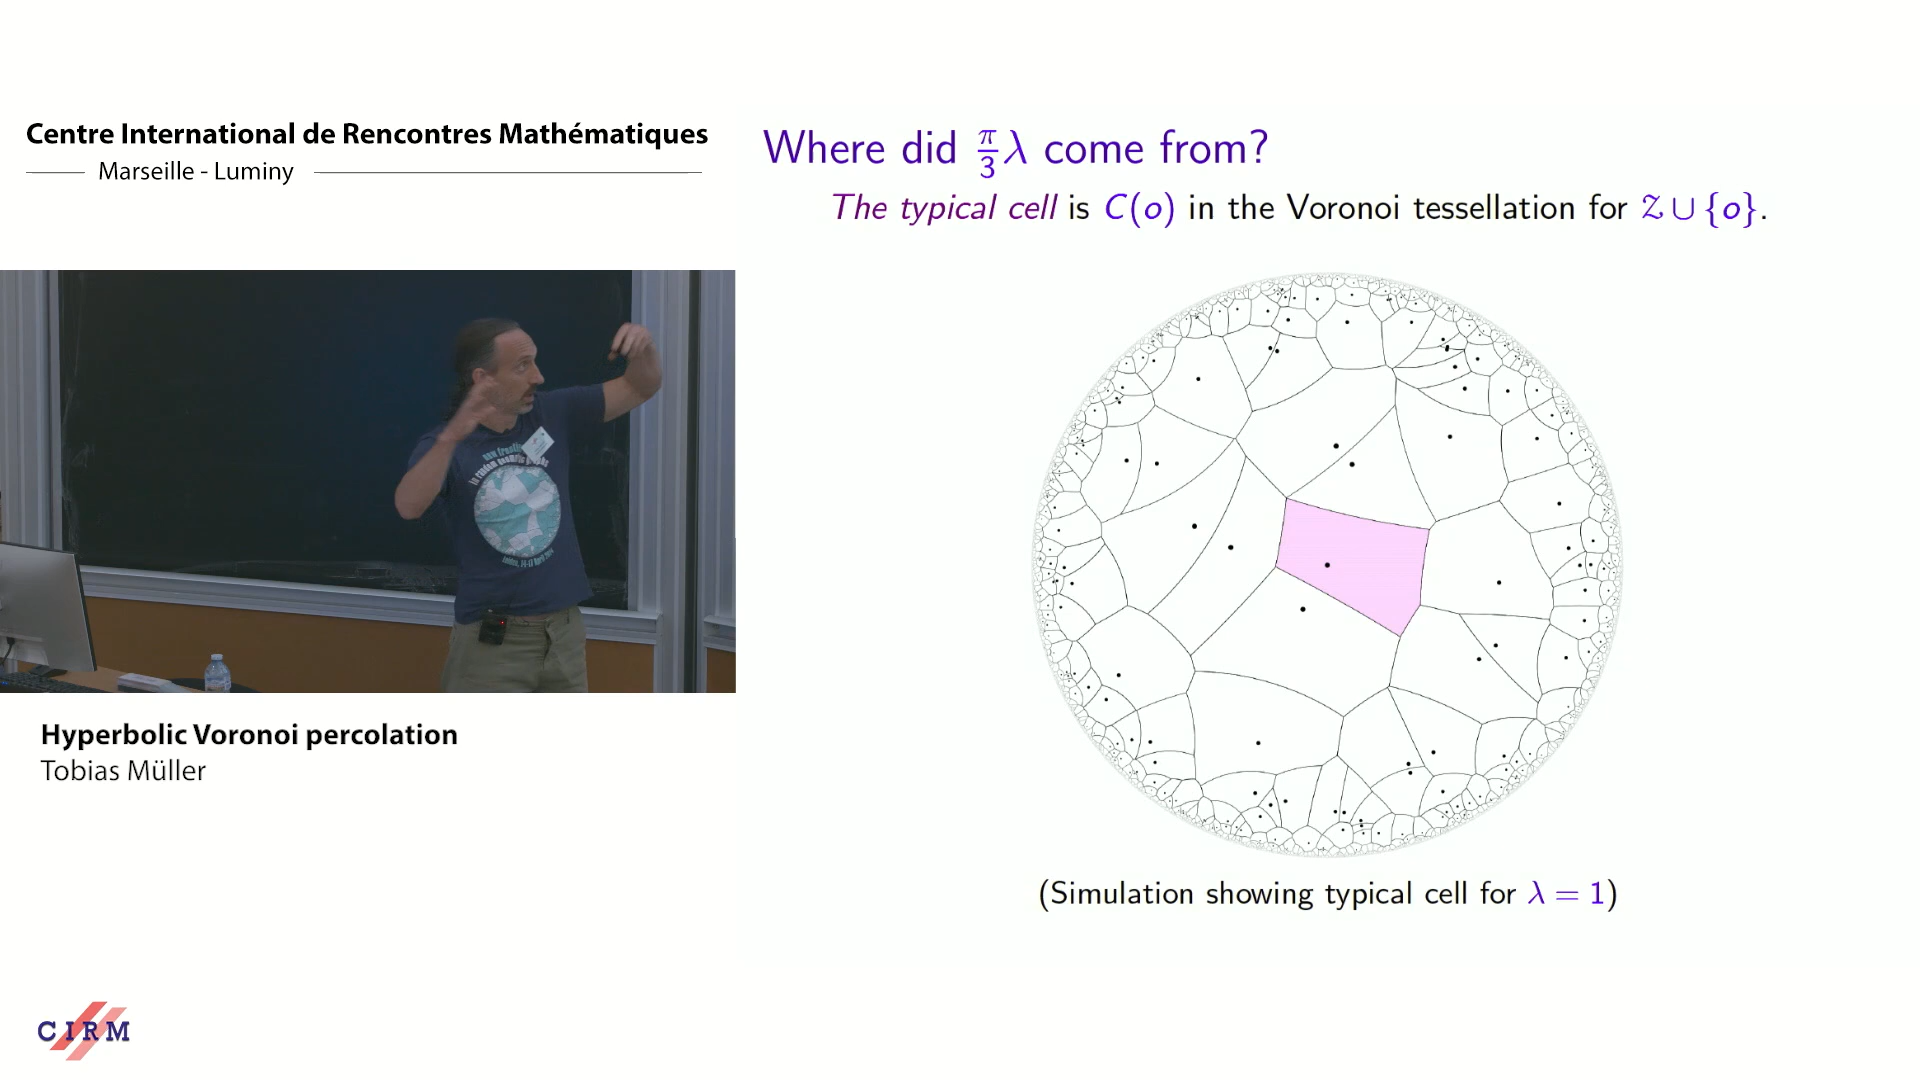 Centre International de Rencontres Mathématiques
Marseille - Luminy
Where did π/3 λ come from?
The typical cell is C(o) in the Voronoi tessellation for 𝒵 ∪ {o}.
(Simulation showing typical cell for λ = 1)
Hyperbolic Voronoi percolation
Tobias Müller
CIRM